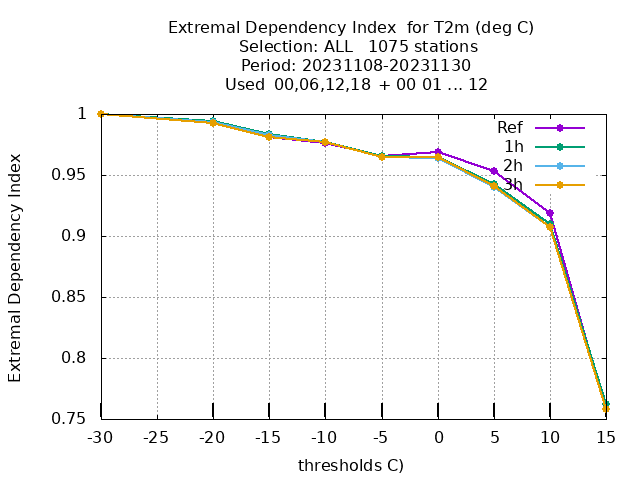 Extremal Dependency Index  for T2m (deg C)
Selection: ALL   1075 stations
Period: 20231108-20231130
Used  00,06,12,18  + 00 01 ... 12
Extremal Dependency Index
1
0.95
0.9
0.85
0.8
0.75
Ref
1h
2h
3h
-30 -25 -20 -15 -10 -5 0 5 10 15
thresholds C)